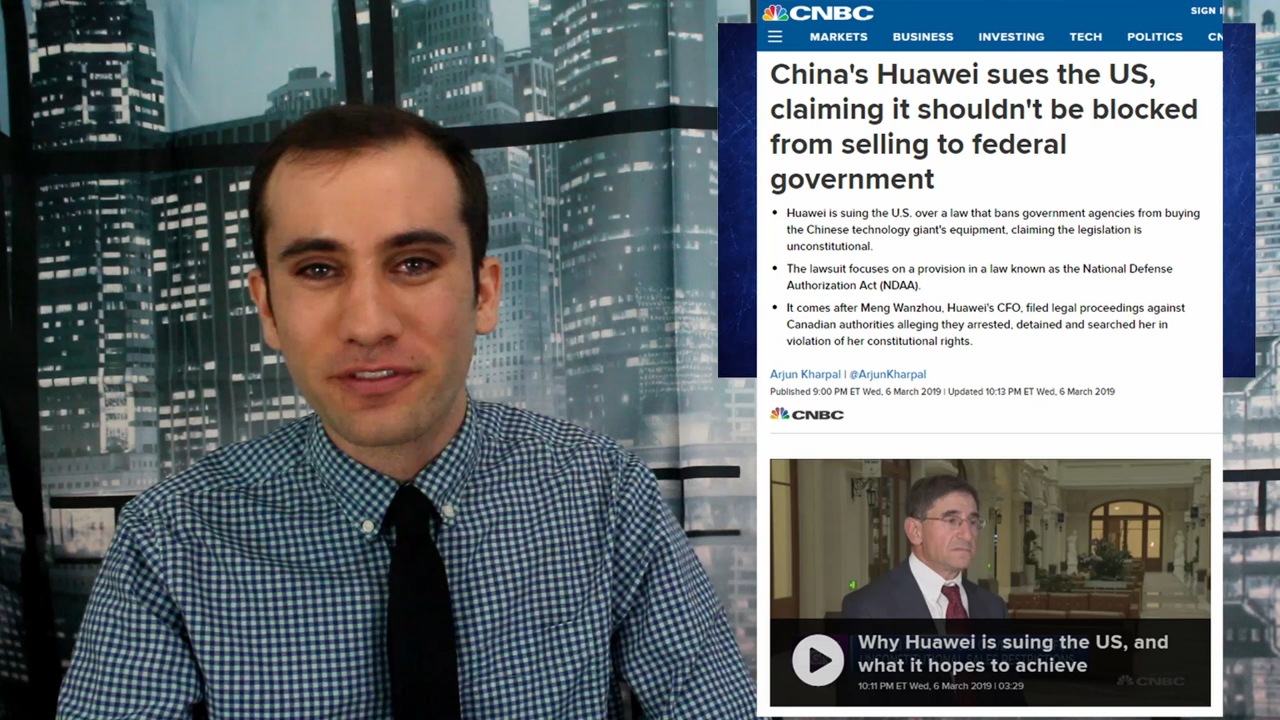 CNBC
SIGN I
MARKETS BUSINESS INVESTING TECH POLITICS CN
China's Huawei sues the US,
claiming it shouldn't be blocked
from selling to federal
government
• Huawei is suing the U.S. over a law that bans government agencies from buying
the Chinese technology giant's equipment, claiming the legislation is
unconstitutional.
• The lawsuit focuses on a provision in a law known as the National Defense
Authorization Act (NDAA).
• It comes after Meng Wanzhou, Huawei's CFO, filed legal proceedings against
Canadian authorities alleging they arrested, detained and searched her in
violation of her constitutional rights.
Arjun Kharpal | @ArjunKharpal
Published 9:00 PM ET Wed, 6 March 2019 | Updated 10:13 PM ET Wed, 6 March 2019
CNBC
Why Huawei is suing the US, and
what it hopes to achieve
10:11 PM ET Wed, 6 March 2019 | 03:29
CNBC